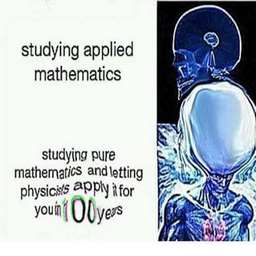 studying applied
mathematics
studying pure
mathematics and letting
physicists apply it for
you in 100 years